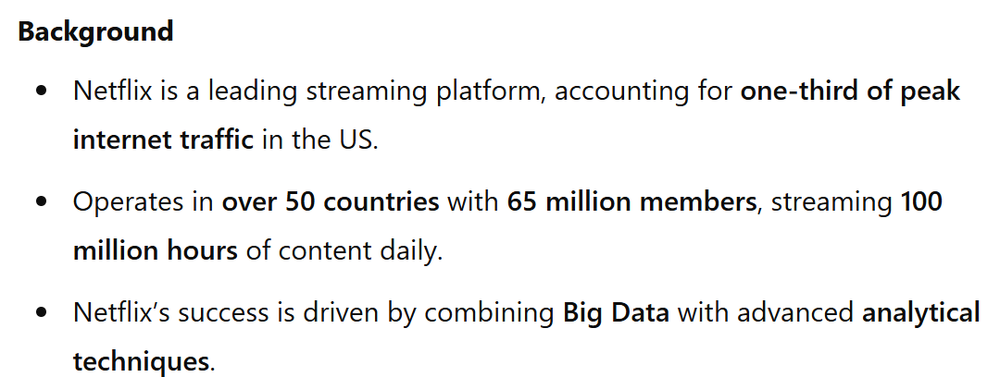 Background
• Netflix is a leading streaming platform, accounting for one-third of peak
internet traffic in the US.
• Operates in over 50 countries with 65 million members, streaming 100
million hours of content daily.
• Netflix’s success is driven by combining Big Data with advanced analytical
techniques.